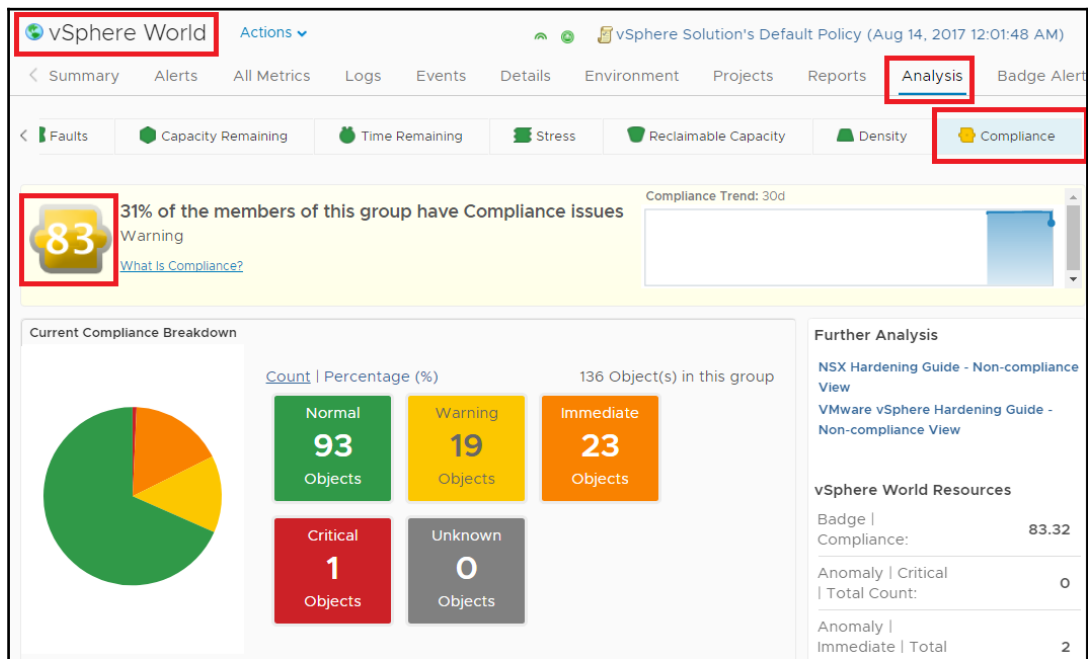 vSphere World Actions vSphere Solution's Default Policy (Aug 14, 2017 12:01:48 AM)
Summary Alerts All Metrics Logs Events Details Environment Projects Reports Analysis Badge Alert
Faults Capacity Remaining Time Remaining Stress Reclaimable Capacity Density Compliance
83
31% of the members of this group have Compliance issues
Warning
What Is Compliance?
Compliance Trend: 30d
Current Compliance Breakdown
Count | Percentage (%) 136 Object(s) in this group
Normal
93
Objects
Warning
19
Objects
Immediate
23
Objects
Critical
1
Objects
Unknown
0
Objects
Further Analysis
NSX Hardening Guide - Non-compliance
View
VMware vSphere Hardening Guide -
Non-compliance View
vSphere World Resources
Badge |
Compliance: 83.32
Anomaly | Critical
| Total Count: 0
Anomaly |
Immediate | Total 2